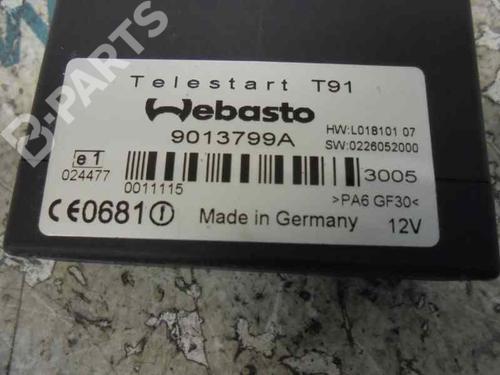 Telestart T91
Webasto
9013799A
HW:L018101 07
SW:0226052000
e1
024477
0011115
3005
>PA6 GF30<
CE0681
Made in Germany
12V
B-PARTS